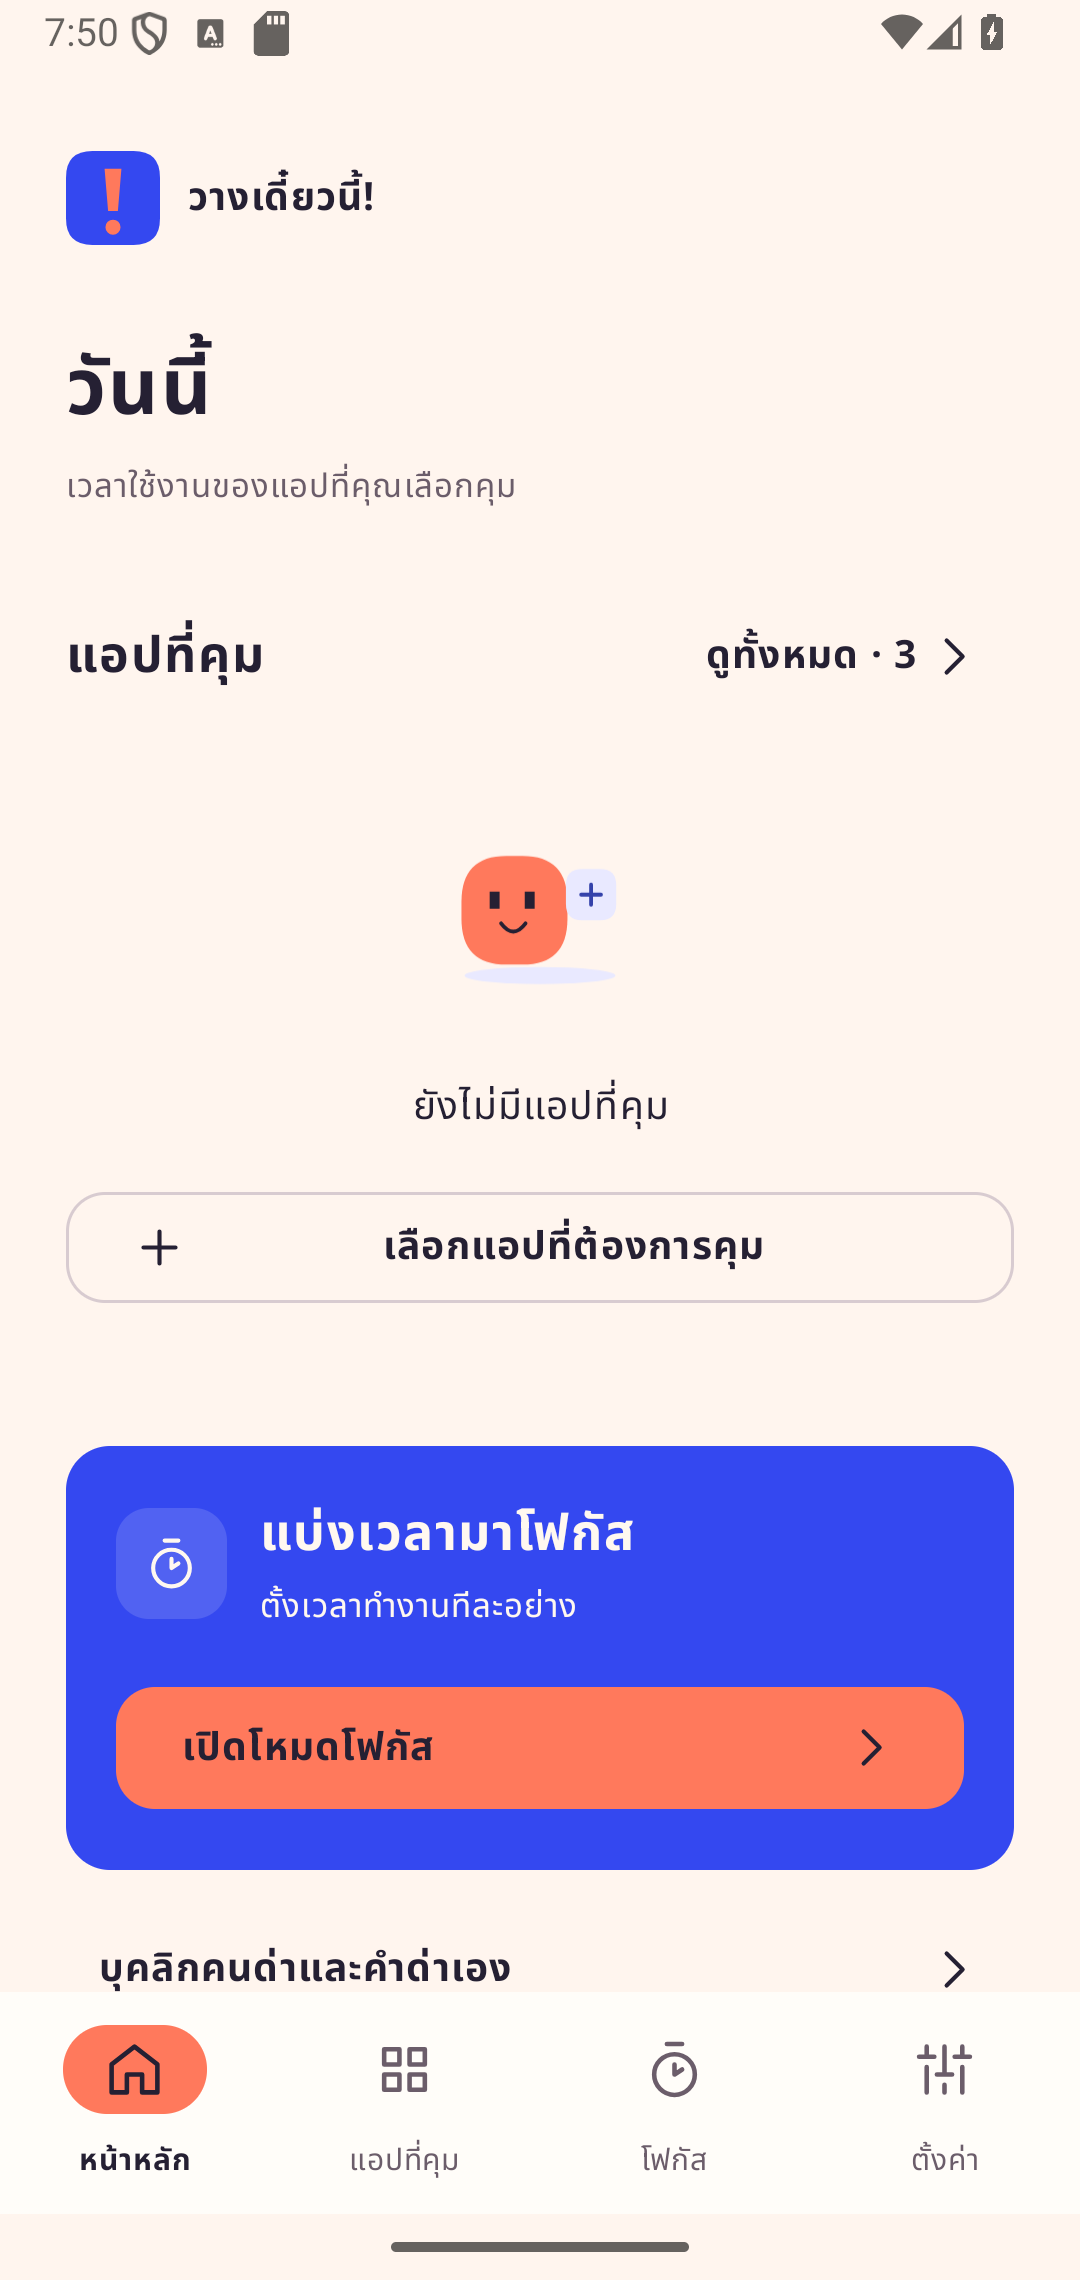 7:50
วางเดี๋ยวนี้!
วันนี้
เวลาใช้งานของแอปที่คุณเลือกคุม
แอปที่คุม
ดูทั้งหมด · 3
ยังไม่มีแอปที่คุม
เลือกแอปที่ต้องการคุม
แบ่งเวลามาโฟกัส
ตั้งเวลาทำงานทีละอย่าง
เปิดโหมดโฟกัส
บุคลิกคนด่าและคำด่าเอง
หน้าหลัก
แอปที่คุม
โฟกัส
ตั้งค่า